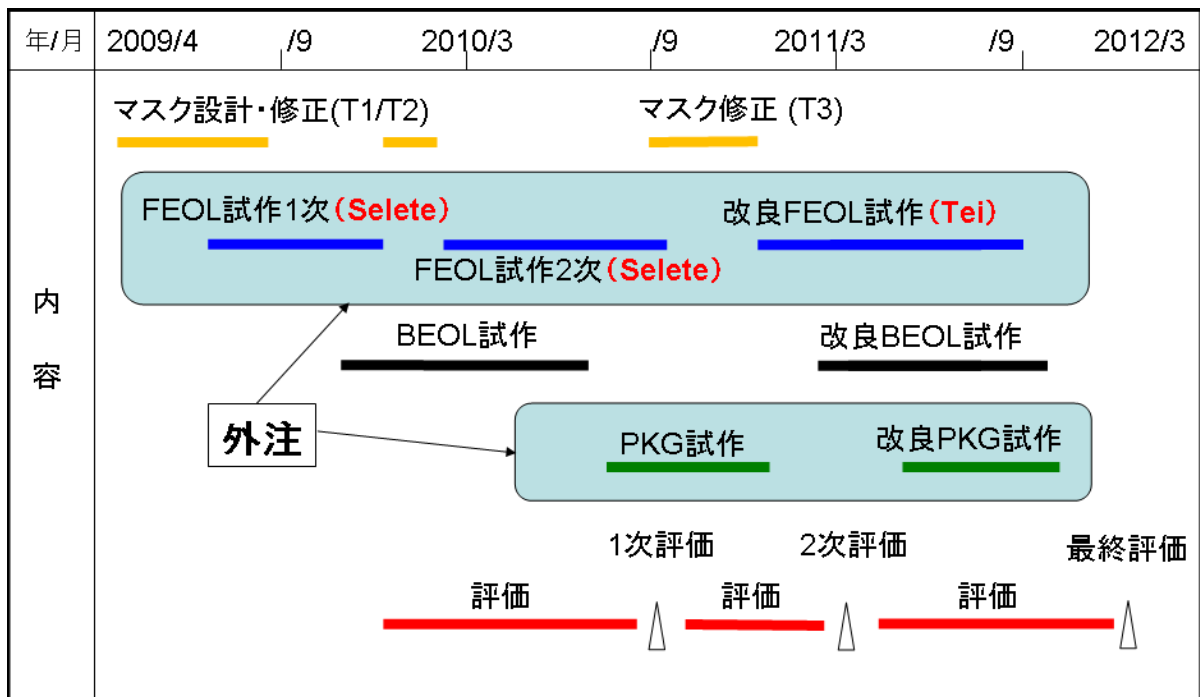 年/月 2009/4 /9 2010/3 /9 2011/3 /9 2012/3
マスク設計・修正(T1/T2) マスク修正 (T3)
FEOL試作1次(Selete) 改良FEOL試作(Tei)
FEOL試作2次(Selete)
内容
BEOL試作 改良BEOL試作
外注
PKG試作 改良PKG試作
1次評価 2次評価 最終評価
評価 評価 評価